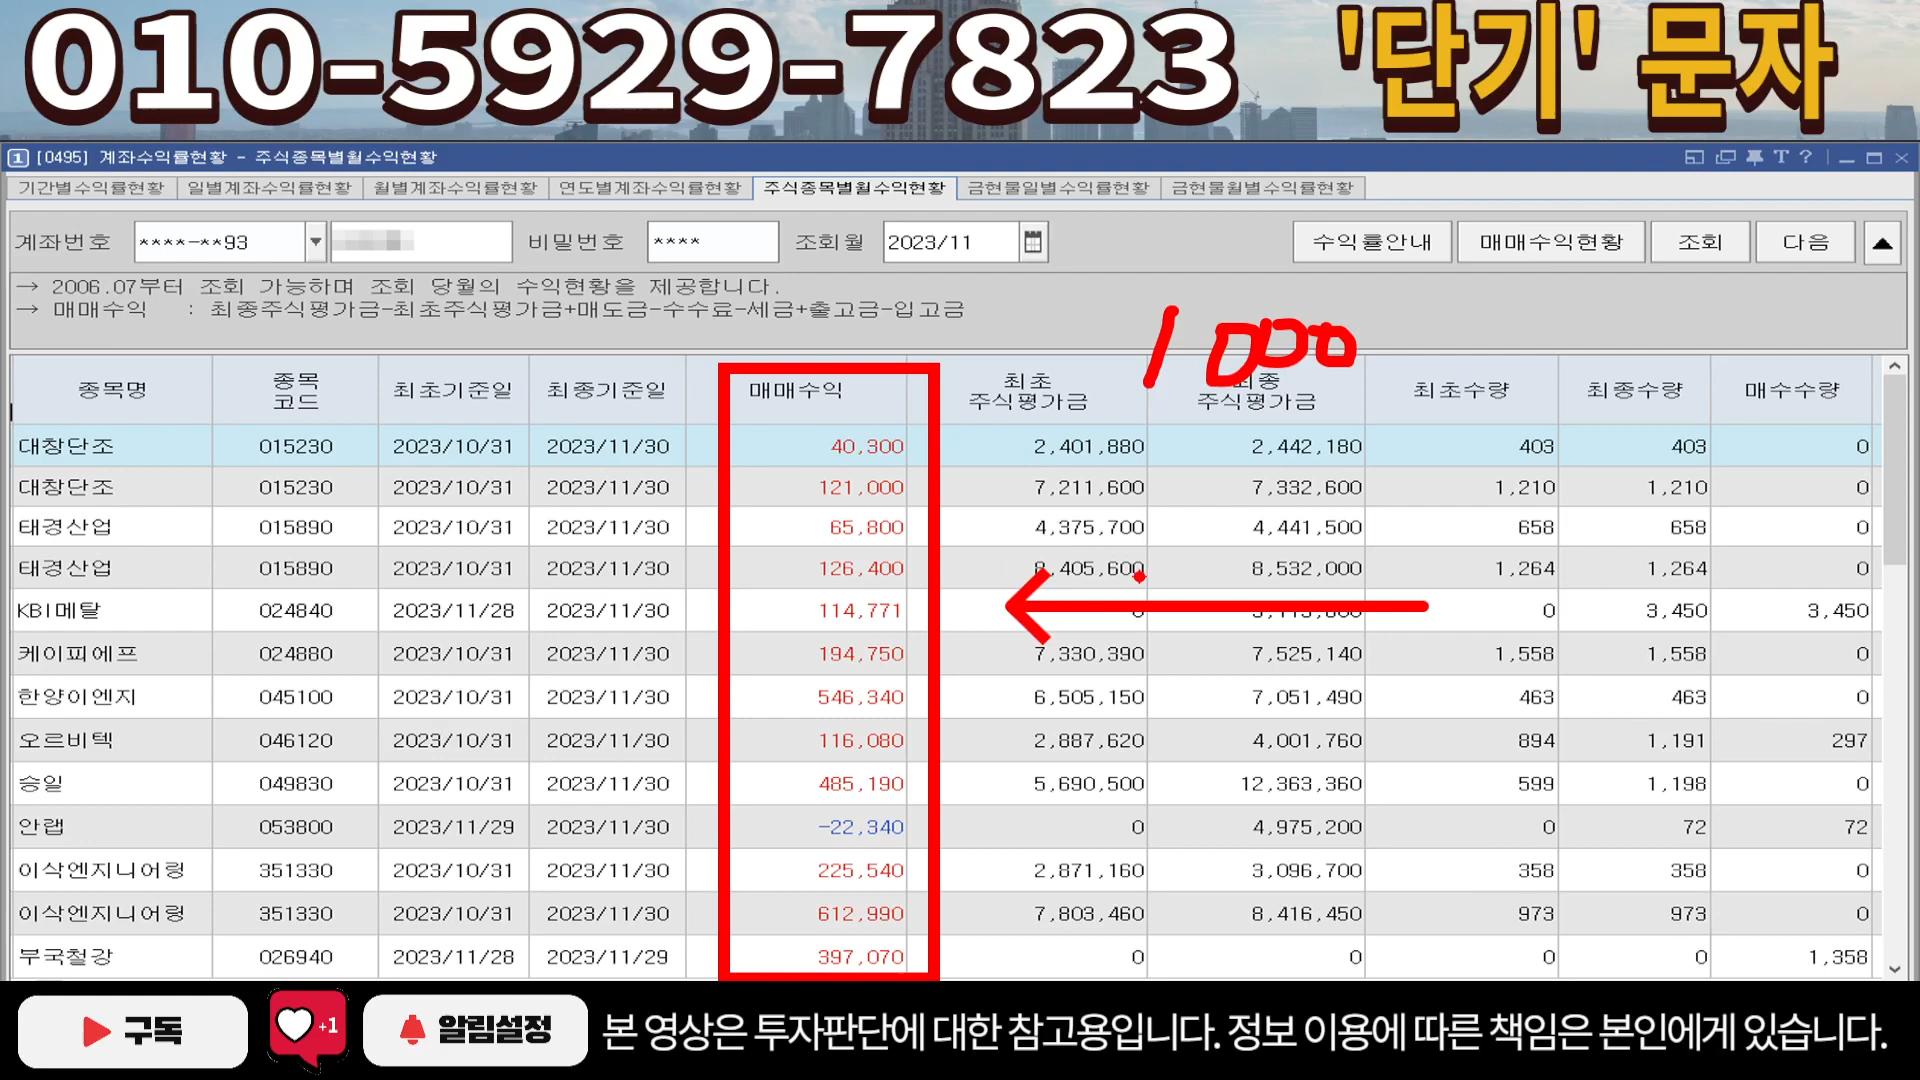 010-5929-7823 '단기' 문자
1 [0495] 계좌수익률현황 - 주식종목별월수익현황
기간별수익률현황 일별계좌수익률현황 월별계좌수익률현황 연도별계좌수익률현황 주식종목별월수익현황 금현물일별수익률현황 금현물월별수익률현황
계좌번호 ****-**93 비밀번호 **** 조회월 2023/11 수익률안내 매매수익현황 조회 다음
→ 2006.07부터 조회 가능하며 조회 당월의 수익현황을 제공합니다.
→ 매매수익 : 최종주식평가금-최초주식평가금+매도금-수수료-세금+출고금-입고금
1000
종목명 종목코드 최초기준일 최종기준일 매매수익 최초주식평가금 최종주식평가금 최초수량 최종수량 매수수량
대창단조 015230 2023/10/31 2023/11/30 40,300 2,401,880 2,442,180 403 403 0
대창단조 015230 2023/10/31 2023/11/30 121,000 7,211,600 7,332,600 1,210 1,210 0
태경산업 015890 2023/10/31 2023/11/30 65,800 4,375,700 4,441,500 658 658 0
태경산업 015890 2023/10/31 2023/11/30 126,400 8,405,600 8,532,000 1,264 1,264 0
KBI메탈 024840 2023/11/28 2023/11/30 114,771 0 0 3,450 3,450
케이피에프 024880 2023/10/31 2023/11/30 194,750 7,330,390 7,525,140 1,558 1,558 0
한양이엔지 045100 2023/10/31 2023/11/30 546,340 6,505,150 7,051,490 463 463 0
오르비텍 046120 2023/10/31 2023/11/30 116,080 2,887,620 4,001,760 894 1,191 297
승일 049830 2023/10/31 2023/11/30 485,190 5,690,500 12,363,360 599 1,198 0
안랩 053800 2023/11/29 2023/11/30 -22,340 0 4,975,200 0 72 72
이삭엔지니어링 351330 2023/10/31 2023/11/30 225,540 2,871,160 3,096,700 358 358 0
이삭엔지니어링 351330 2023/10/31 2023/11/30 612,990 7,803,460 8,416,450 973 973 0
부국철강 026940 2023/11/28 2023/11/29 397,070 0 0 0 0 1,358
구독 +1 알림설정 본 영상은 투자판단에 대한 참고용입니다. 정보 이용에 따른 책임은 본인에게 있습니다.